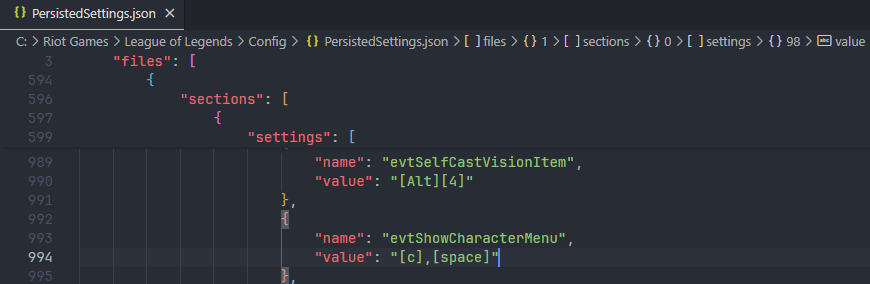 {} PersistedSettings.json ×
C: > Riot Games > League of Legends > Config > {} PersistedSettings.json > [ ] files > {} 1 > [ ] sections > {} 0 > [ ] settings > {} 98 > abc value
3 "files": [
594 {
596 "sections": [
597 {
599 "settings": [
989 "name": "evtSelfCastVisionItem",
990 "value": "[Alt][4]"
991 },
992 {
993 "name": "evtShowCharacterMenu",
994 "value": "[c],[space]"
995 },